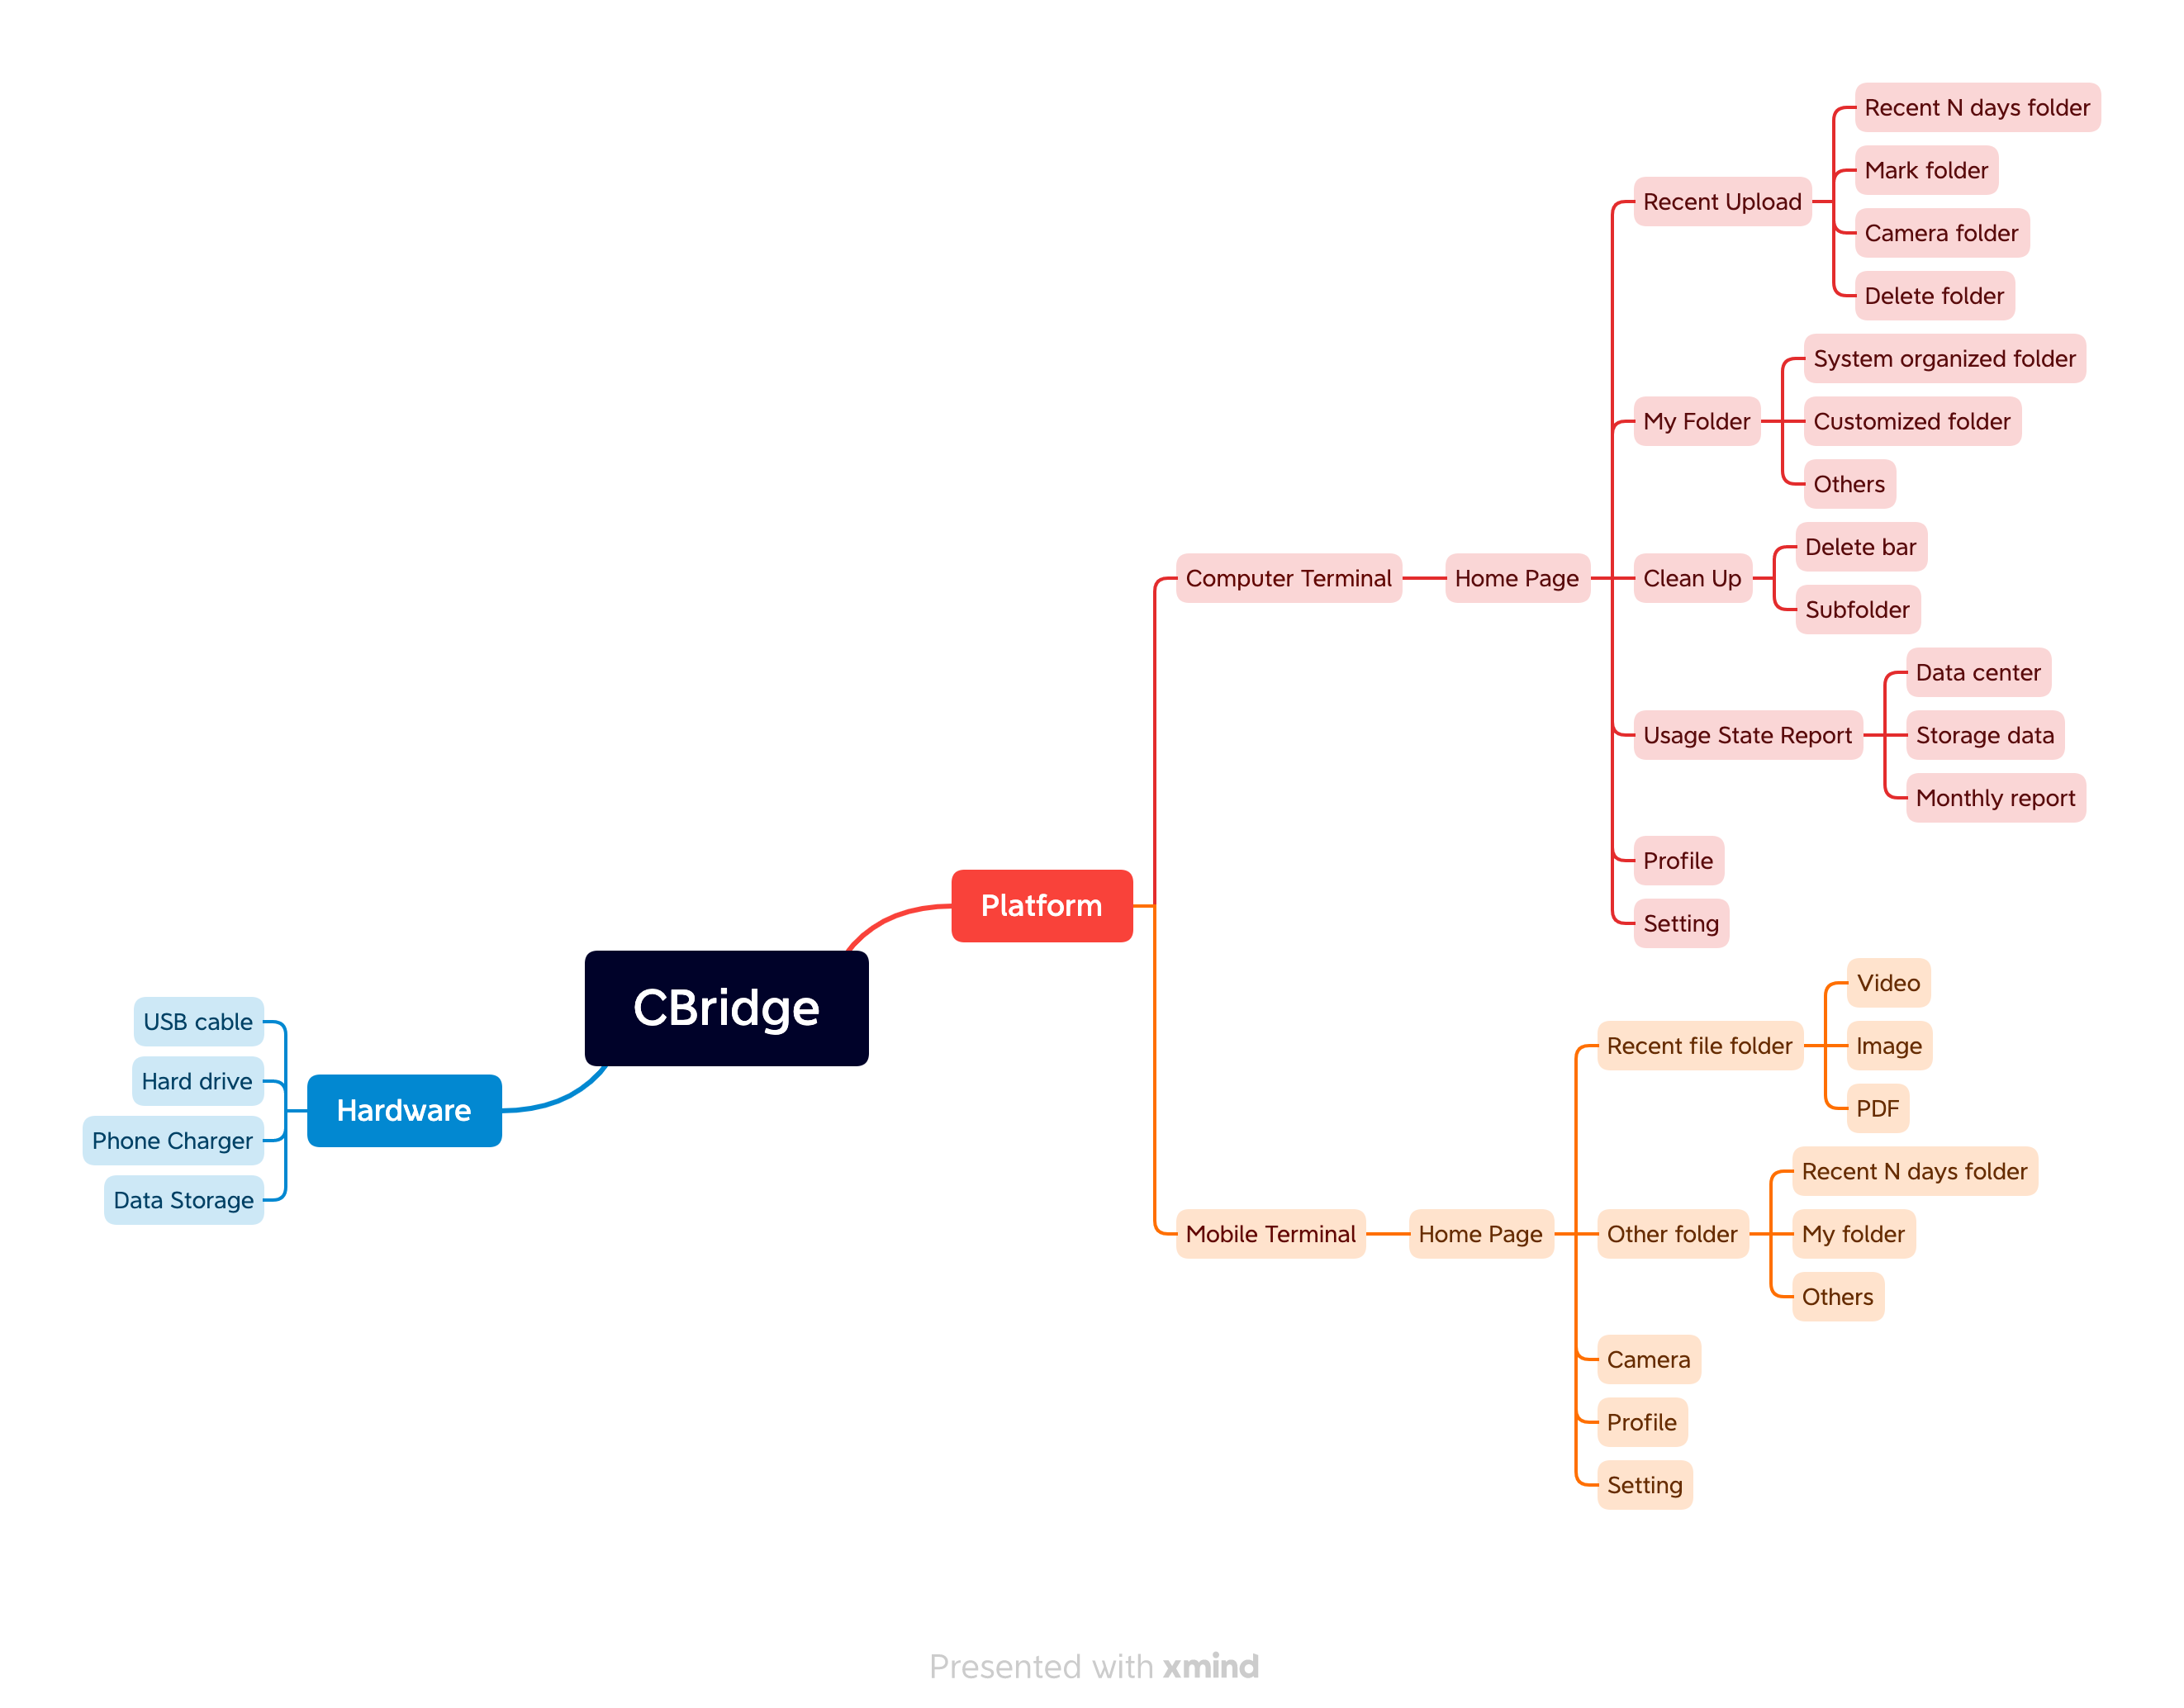 CBridge
Platform
Computer Terminal
Home Page
Recent Upload
Recent N days folder
Mark folder
Camera folder
Delete folder
My Folder
System organized folder
Customized folder
Others
Clean Up
Delete bar
Subfolder
Usage State Report
Data center
Storage data
Monthly report
Profile
Setting
Mobile Terminal
Home Page
Recent file folder
Video
Image
PDF
Other folder
Recent N days folder
My folder
Others
Camera
Profile
Setting
Hardware
USB cable
Hard drive
Phone Charger
Data Storage
Presented with xmind